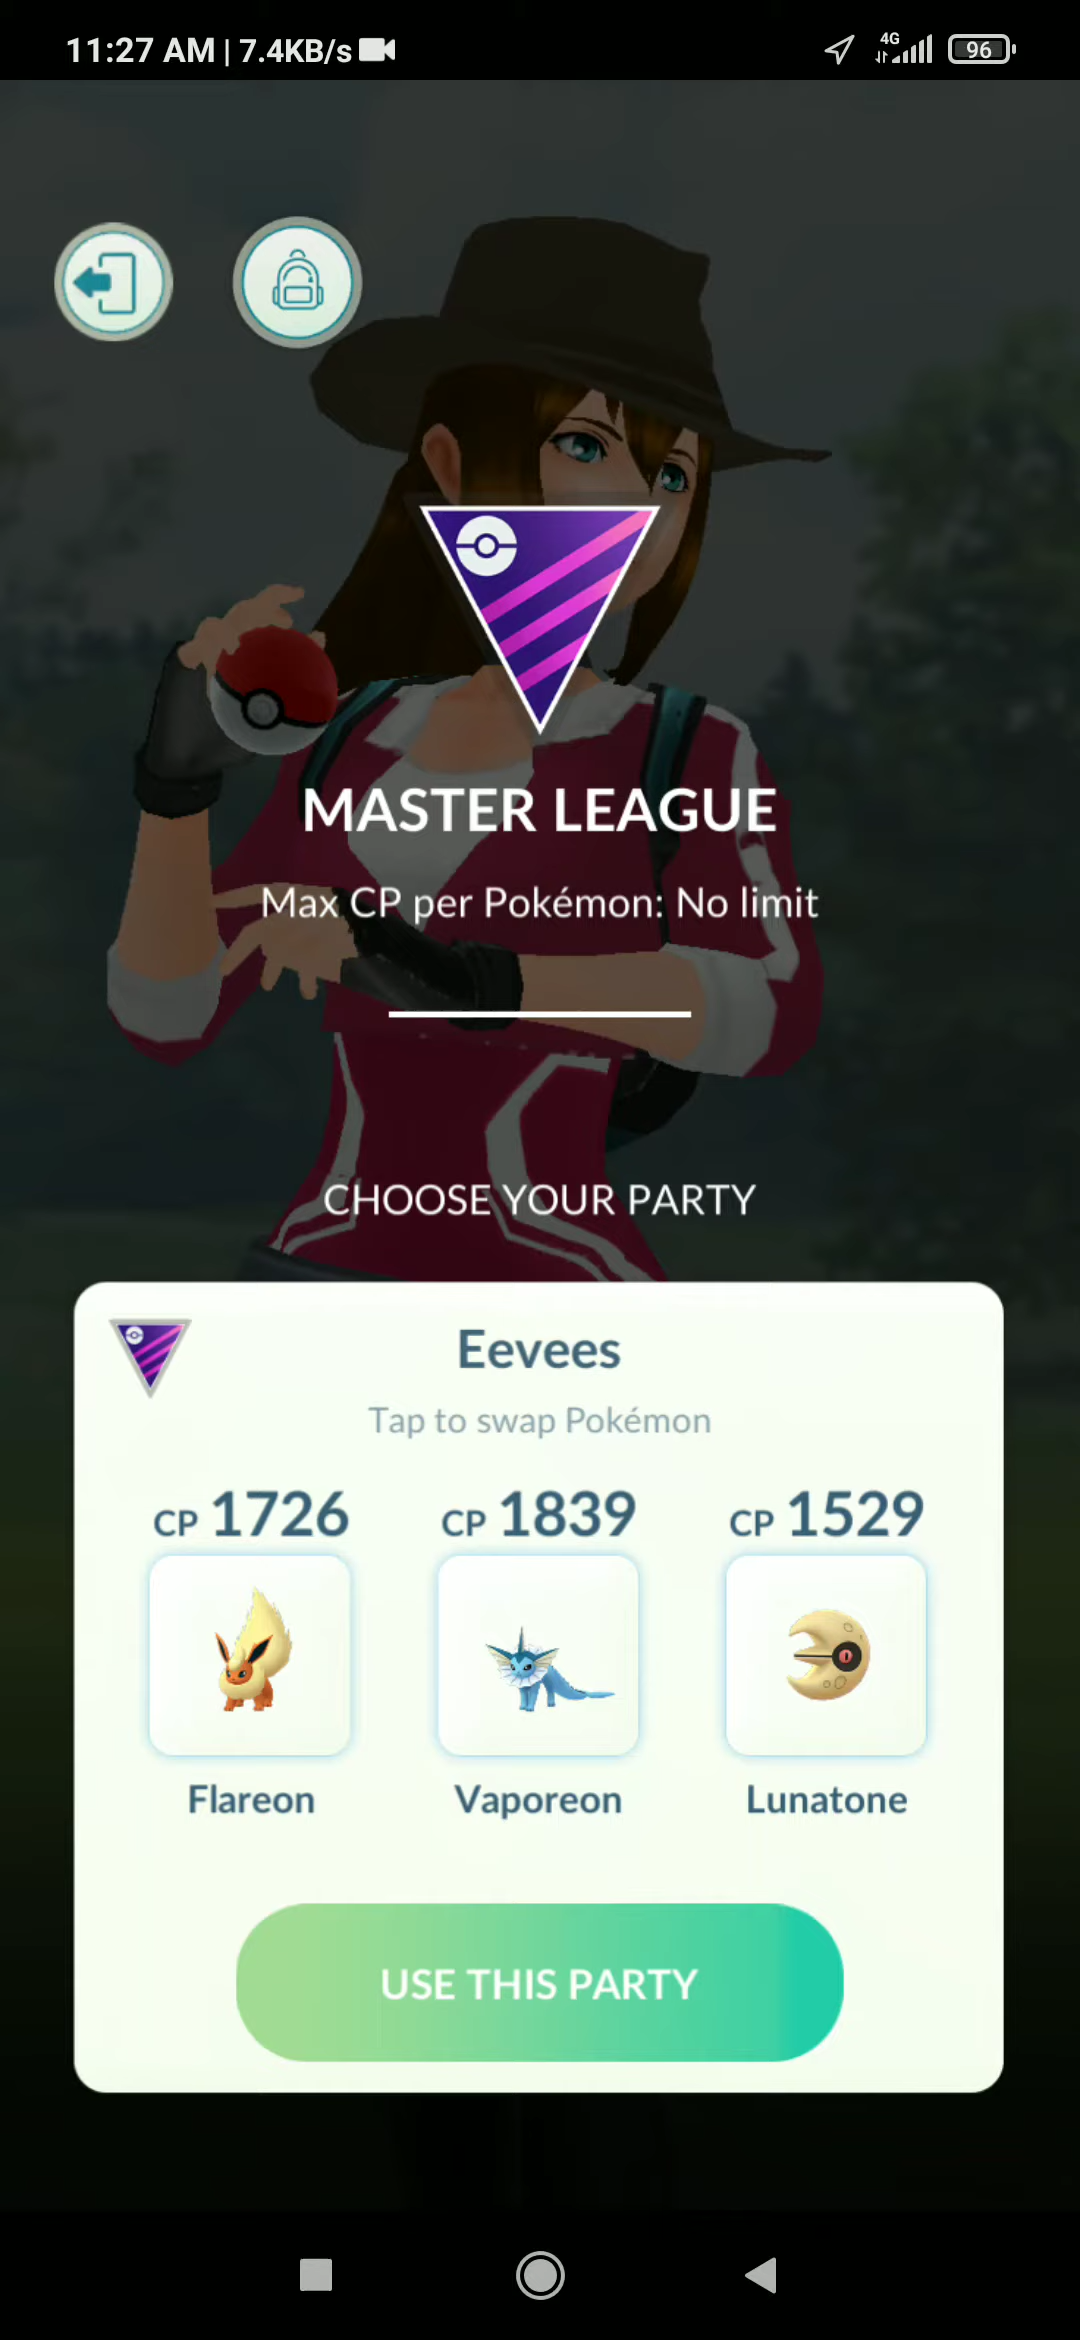 11:27 AM | 7.4KB/s
4G
96
MASTER LEAGUE
Max CP per Pokémon: No limit
CHOOSE YOUR PARTY
Eevees
Tap to swap Pokémon
CP 1726 CP 1839 CP 1529
Flareon Vaporeon Lunatone
USE THIS PARTY